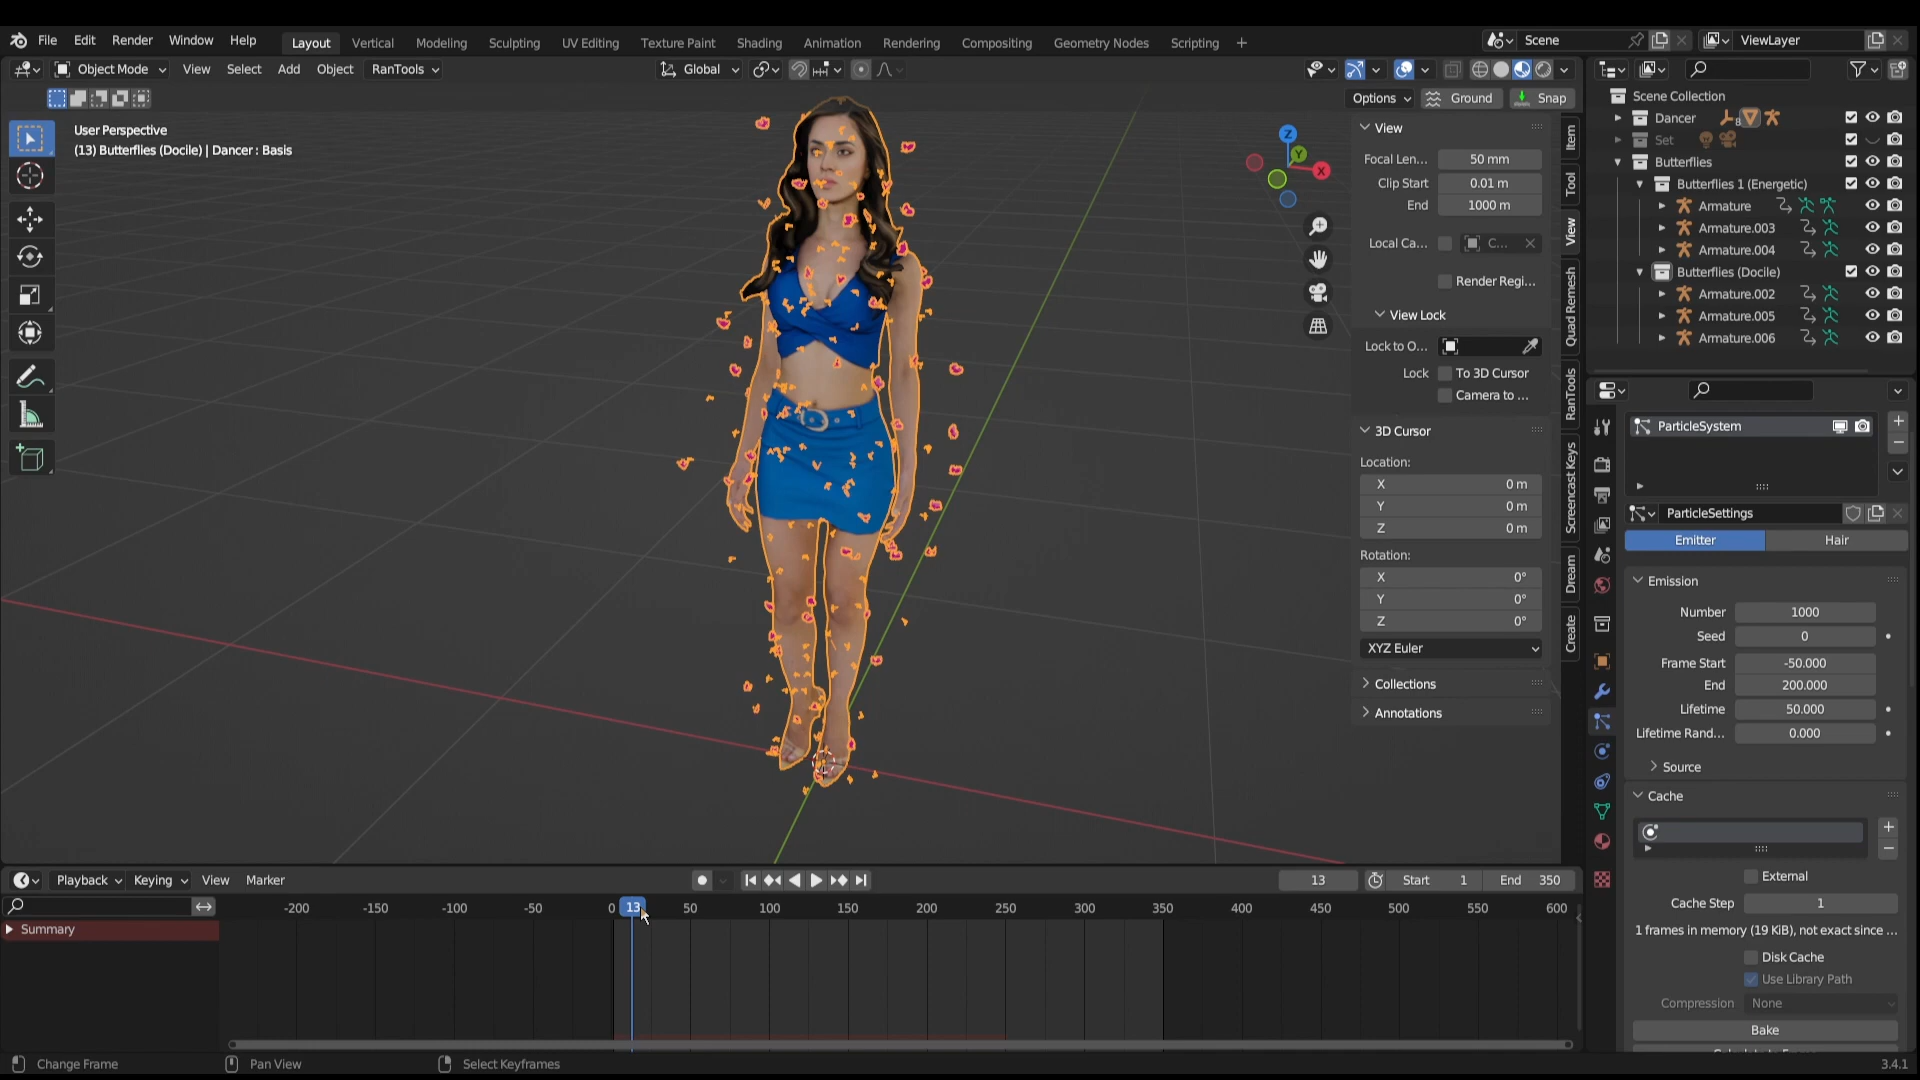 File Edit Render Window Help
Layout Vertical Modeling Sculpting UV Editing Texture Paint Shading Animation Rendering Compositing Geometry Nodes Scripting +
Scene
ViewLayer
Object Mode View Select Add Object RanTools
Global
Options Ground Snap
User Perspective
(13) Butterflies (Docile) | Dancer : Basis
Z
Y
X
View
Focal Len... 50 mm
Clip Start 0.01 m
End 1000 m
Local Ca... C...
Render Regi...
View Lock
Lock to O...
Lock To 3D Cursor
Camera to ...
3D Cursor
Location:
X 0 m
Y 0 m
Z 0 m
Rotation:
X 0°
Y 0°
Z 0°
XYZ Euler
Collections
Annotations
Item
Tool
View
Quad Remesh
RanTools
Screencast Keys
Dream
Create
Scene Collection
Dancer 8
Set
Butterflies
Butterflies 1 (Energetic)
Armature
Armature.003
Armature.004
Butterflies (Docile)
Armature.002
Armature.005
Armature.006
ParticleSystem
ParticleSettings
Emitter Hair
Emission
Number 1000
Seed 0
Frame Start -50.000
End 200.000
Lifetime 50.000
Lifetime Rand... 0.000
Source
Cache
External
Cache Step 1
1 frames in memory (19 KiB), not exact since ...
Disk Cache
Use Library Path
Compression None
Bake
Playback Keying View Marker
13 Start 1 End 350
-200 -150 -100 -50 0 13 50 100 150 200 250 300 350 400 450 500 550 600
Summary
Change Frame Pan View Select Keyframes
3.4.1